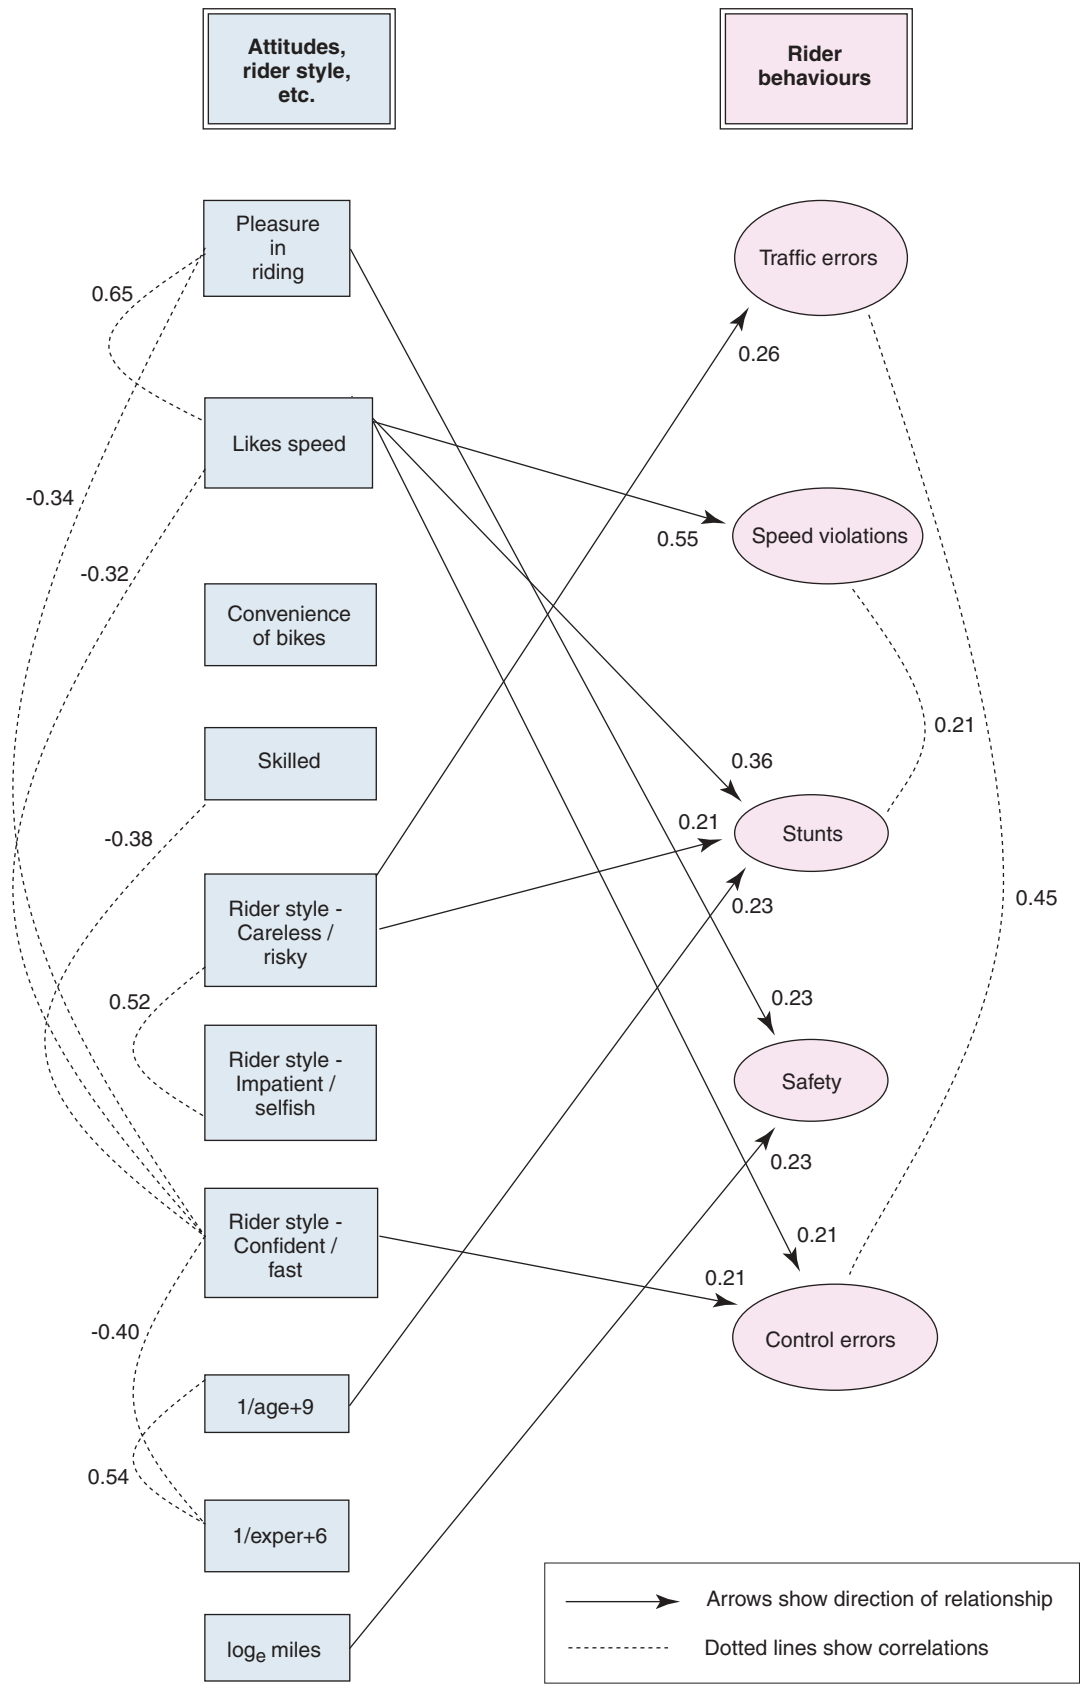 Attitudes,
rider style,
etc.
Rider
behaviours
Pleasure
in
riding
Traffic errors
0.65
0.26
Likes speed
-0.34
Speed violations
0.55
-0.32
Convenience
of bikes
0.21
Skilled
0.36
0.21
Stunts
-0.38
Rider style -
Careless /
risky
0.23
0.45
0.52
0.23
Rider style -
Impatient /
selfish
Safety
0.23
Rider style -
Confident /
fast
0.21
0.21
-0.40
Control errors
1/age+9
0.54
1/exper+6
Arrows show direction of relationship
loge miles
Dotted lines show correlations